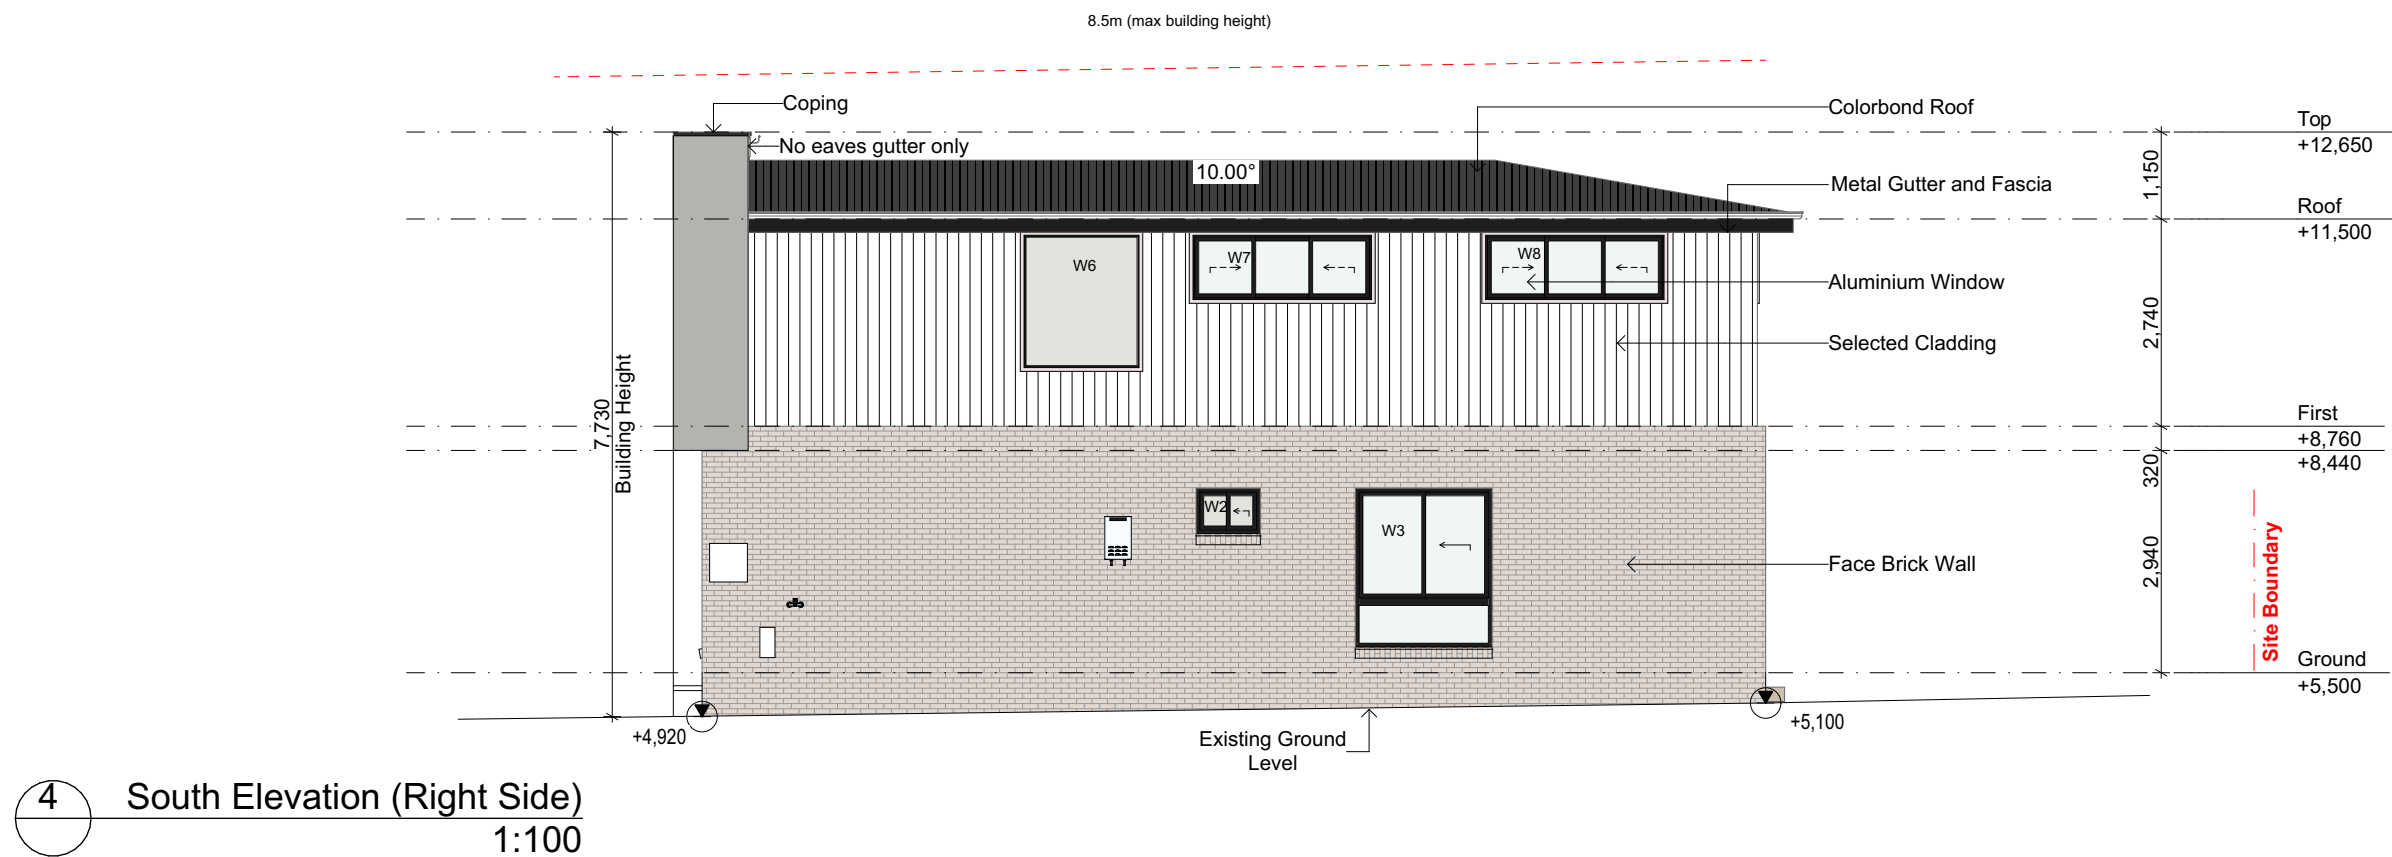 8.5m (max building height)
Coping
No eaves gutter only
10.00°
Colorbond Roof
Metal Gutter and Fascia
Aluminium Window
Selected Cladding
Face Brick Wall
W6
W7
W8
W2
W3
7,730
Building Height
1,150
2,740
320
2,940
Top
+12,650
Roof
+11,500
First
+8,760
+8,440
Ground
+5,500
Site Boundary
+4,920
+5,100
Existing Ground
Level
4
South Elevation (Right Side)
1:100